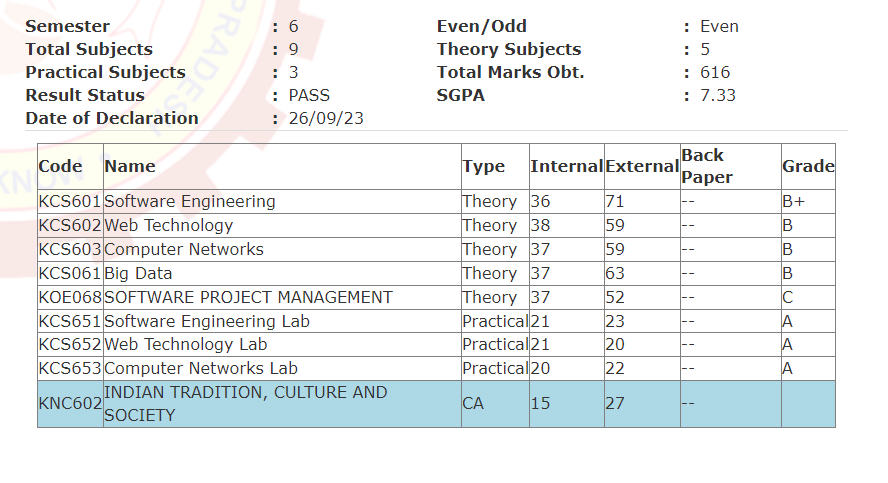 Semester : 6 Even/Odd : Even
Total Subjects : 9 Theory Subjects : 5
Practical Subjects : 3 Total Marks Obt. : 616
Result Status : PASS SGPA : 7.33
Date of Declaration : 26/09/23
Code Name Type Internal External Back Paper Grade
KCS601 Software Engineering Theory 36 71 -- B+
KCS602 Web Technology Theory 38 59 -- B
KCS603 Computer Networks Theory 37 59 -- B
KCS061 Big Data Theory 37 63 -- B
KOE068 SOFTWARE PROJECT MANAGEMENT Theory 37 52 -- C
KCS651 Software Engineering Lab Practical 21 23 -- A
KCS652 Web Technology Lab Practical 21 20 -- A
KCS653 Computer Networks Lab Practical 20 22 -- A
KNC602 INDIAN TRADITION, CULTURE AND SOCIETY CA 15 27 --
PRADESH
KNOW